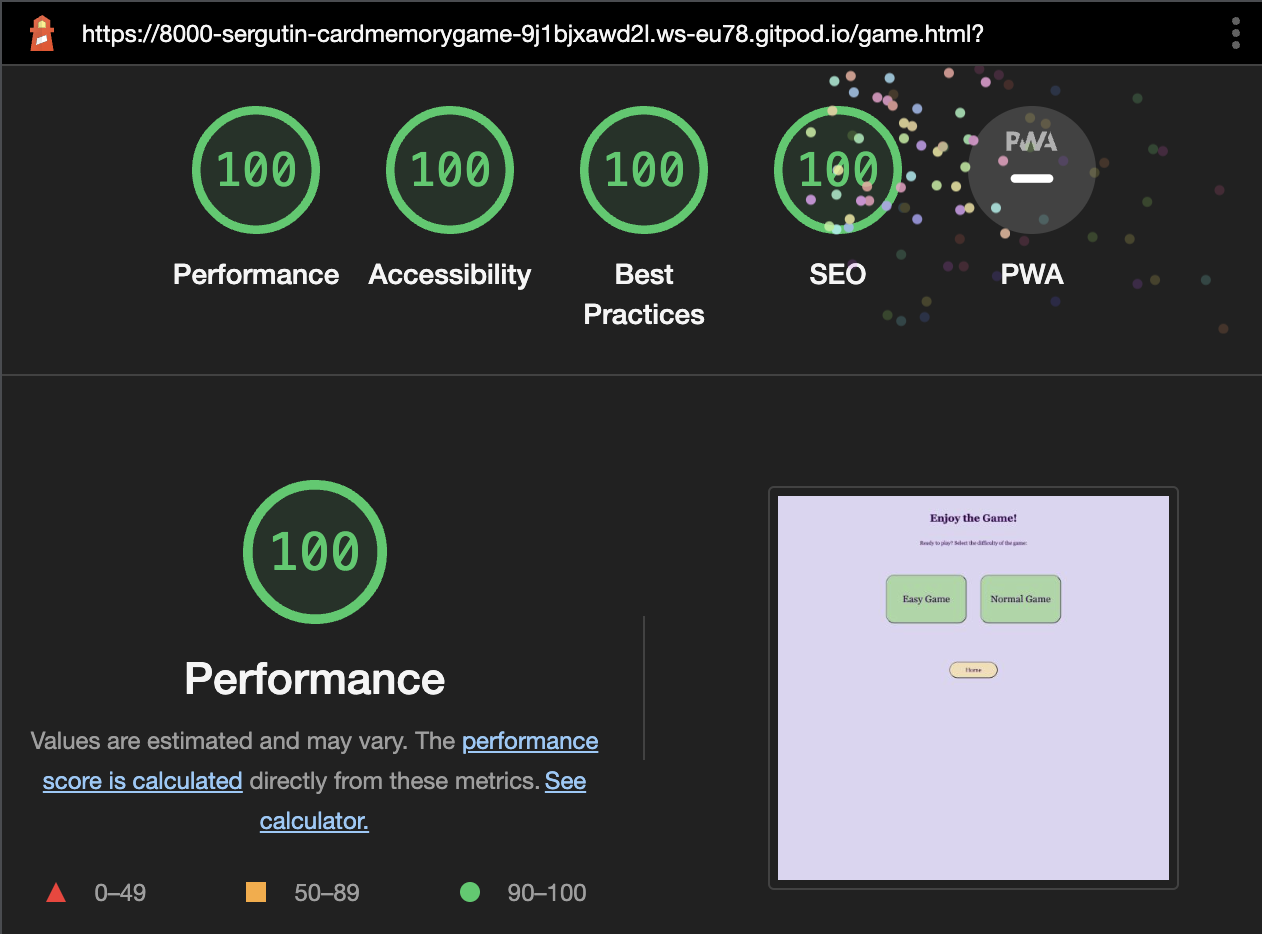 https://8000-sergutin-cardmemorygame-9j1bjxawd2l.ws-eu78.gitpod.io/game.html?
100
100
100
100
PWA
Performance
Accessibility
Best
Practices
SEO
PWA
100
Performance
Values are estimated and may vary. The performance
score is calculated directly from these metrics. See
calculator.
0–49
50–89
90–100
Enjoy the Game!
Ready to play? Select the difficulty of the game:
Easy Game
Normal Game
Home